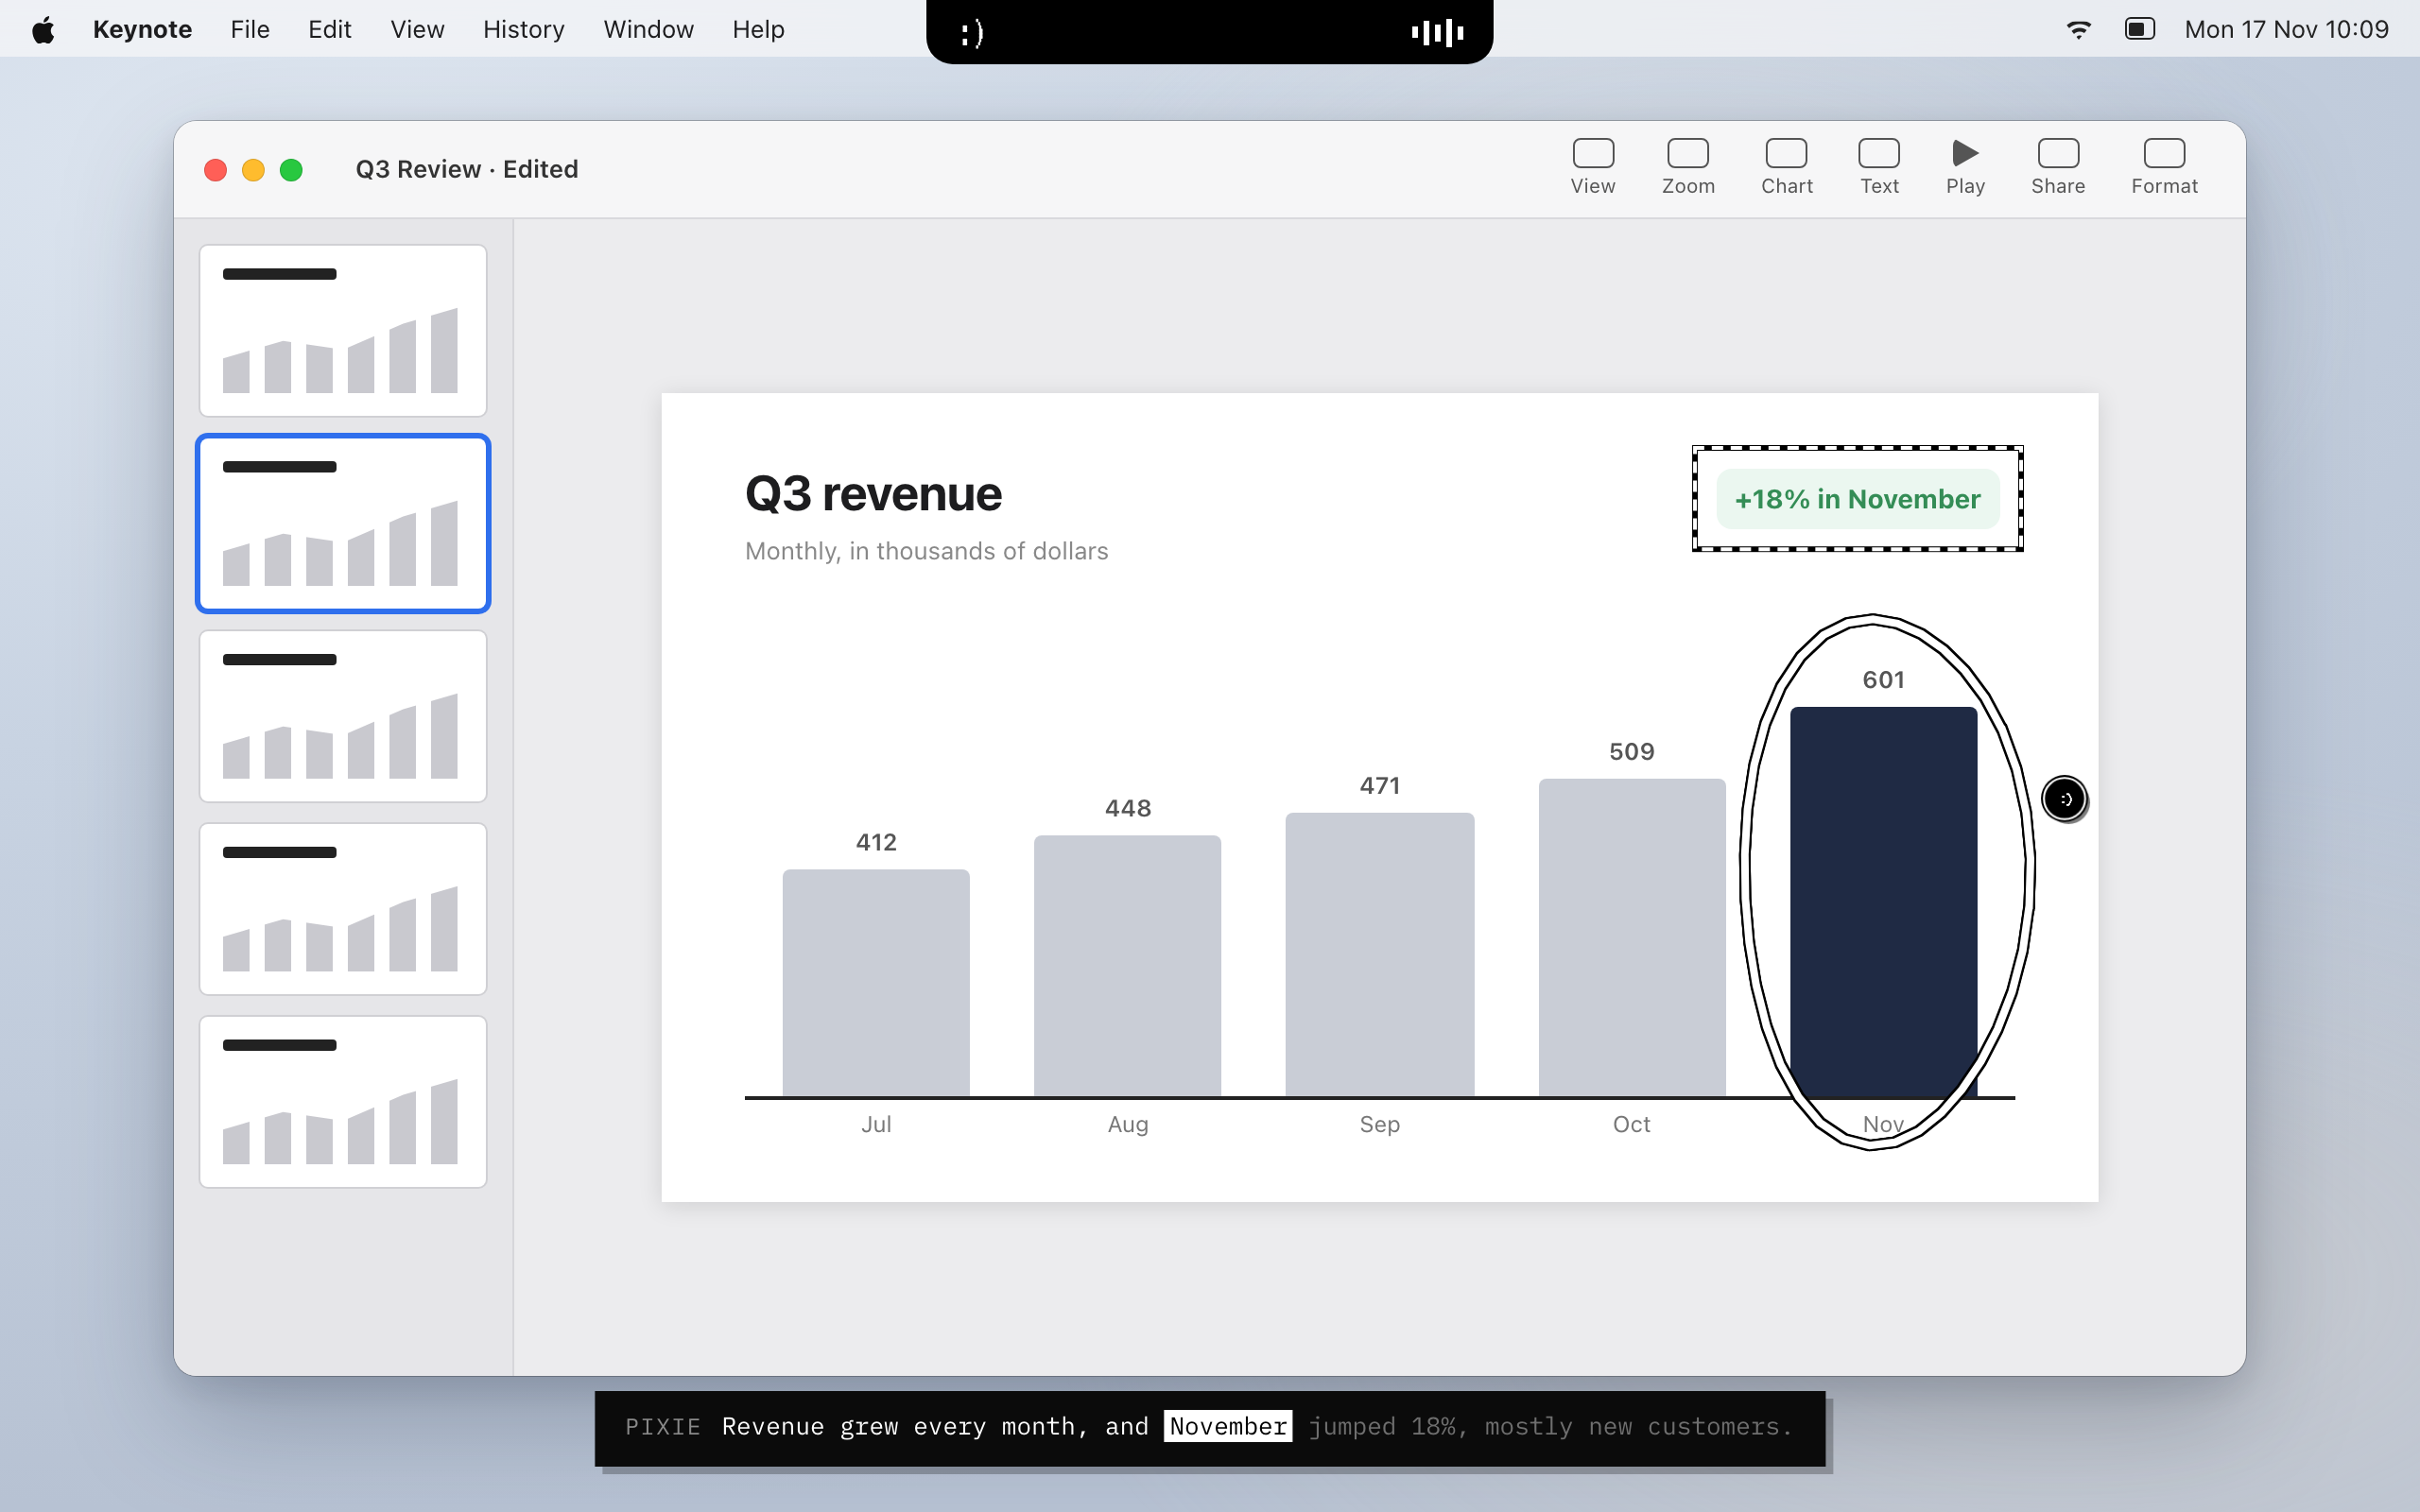 Keynote File Edit View History Window Help :) Mon 17 Nov 10:09
Q3 Review · Edited
View Zoom Chart Text Play Share Format
Q3 revenue
+18% in November
Monthly, in thousands of dollars
601
509
471
448
412
:)
Jul Aug Sep Oct Nov
PIXIE Revenue grew every month, and November jumped 18%, mostly new customers.